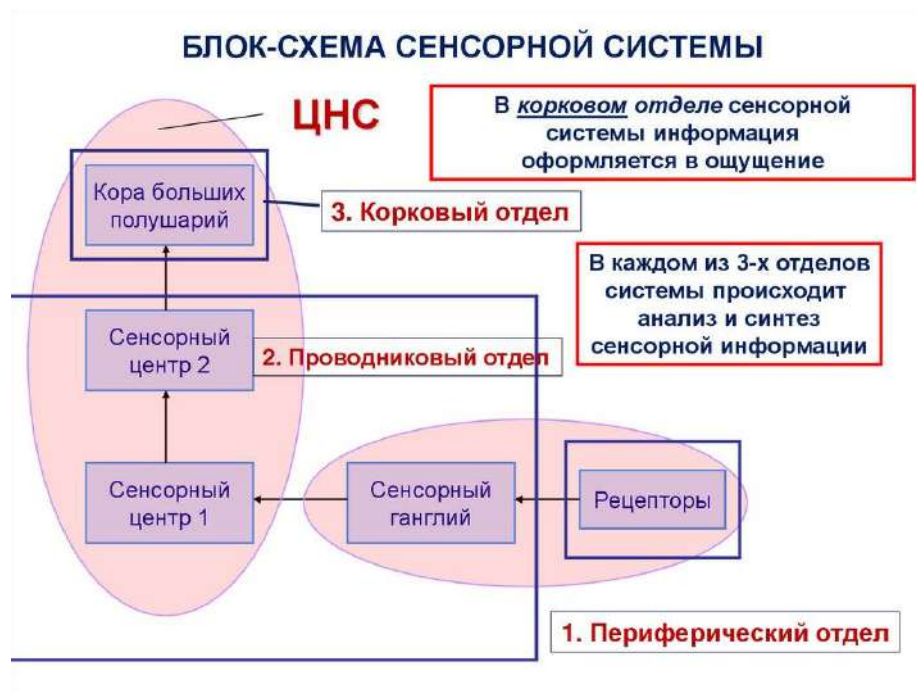 БЛОК-СХЕМА СЕНСОРНОЙ СИСТЕМЫ
ЦНС
В корковом отделе сенсорной
системы информация
оформляется в ощущение
Кора больших
полушарий
3. Корковый отдел
В каждом из 3-х отделов
системы происходит
анализ и синтез
сенсорной информации
Сенсорный
центр 2
2. Проводниковый отдел
Сенсорный
центр 1
Сенсорный
ганглий
Рецепторы
1. Периферический отдел